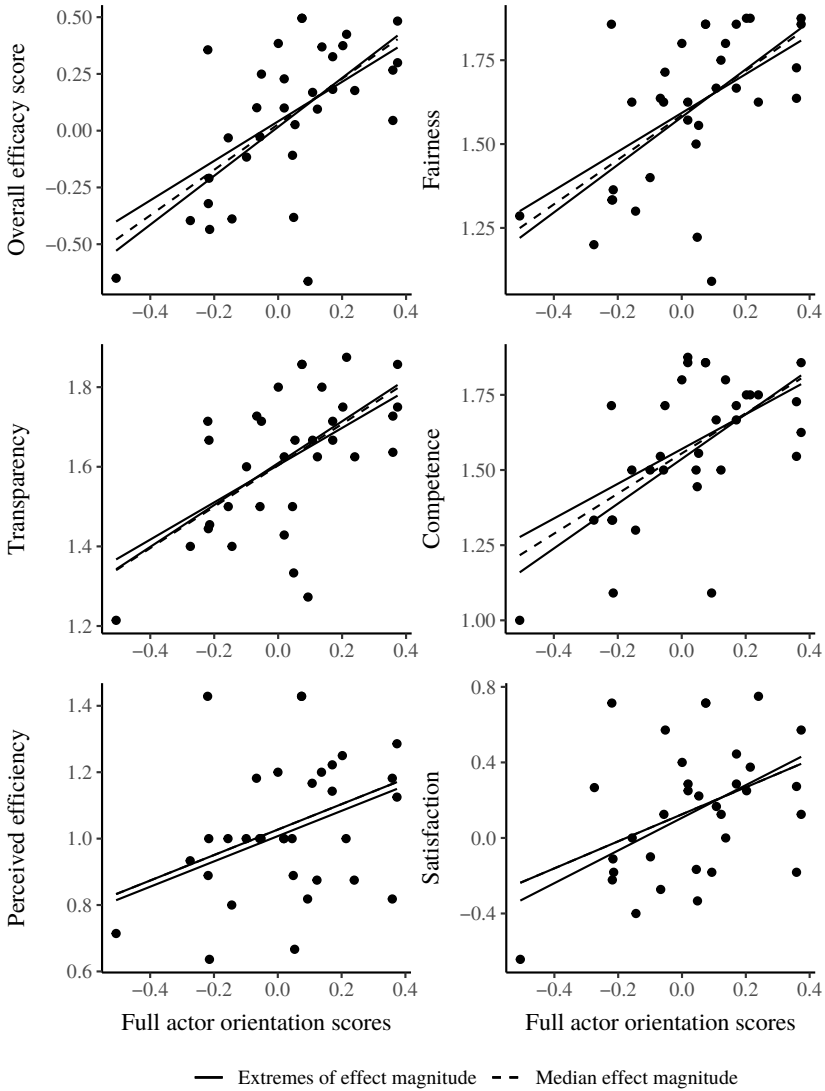 Overall efficacy score
0.50
0.25
0.00
−0.25
−0.50
−0.4 −0.2 0.0 0.2 0.4
Fairness
1.75
1.50
1.25
−0.4 −0.2 0.0 0.2 0.4
Transparency
1.8
1.6
1.4
1.2
−0.4 −0.2 0.0 0.2 0.4
Competence
1.75
1.50
1.25
1.00
−0.4 −0.2 0.0 0.2 0.4
Perceived efficiency
1.4
1.2
1.0
0.8
0.6
−0.4 −0.2 0.0 0.2 0.4
Full actor orientation scores
Satisfaction
0.8
0.4
0.0
−0.4
−0.4 −0.2 0.0 0.2 0.4
Full actor orientation scores
Extremes of effect magnitude Median effect magnitude